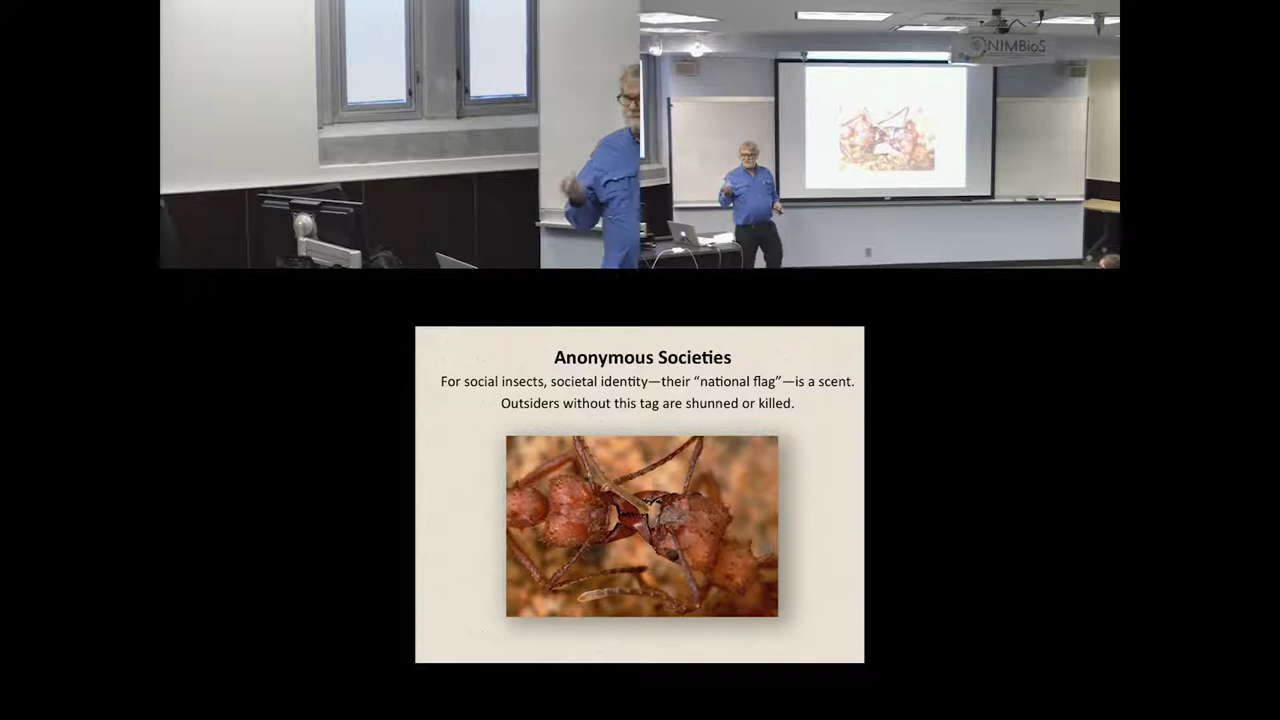 NIMBioS
Anonymous Societies
For social insects, societal identity—their “national flag”—is a scent.
Outsiders without this tag are shunned or killed.